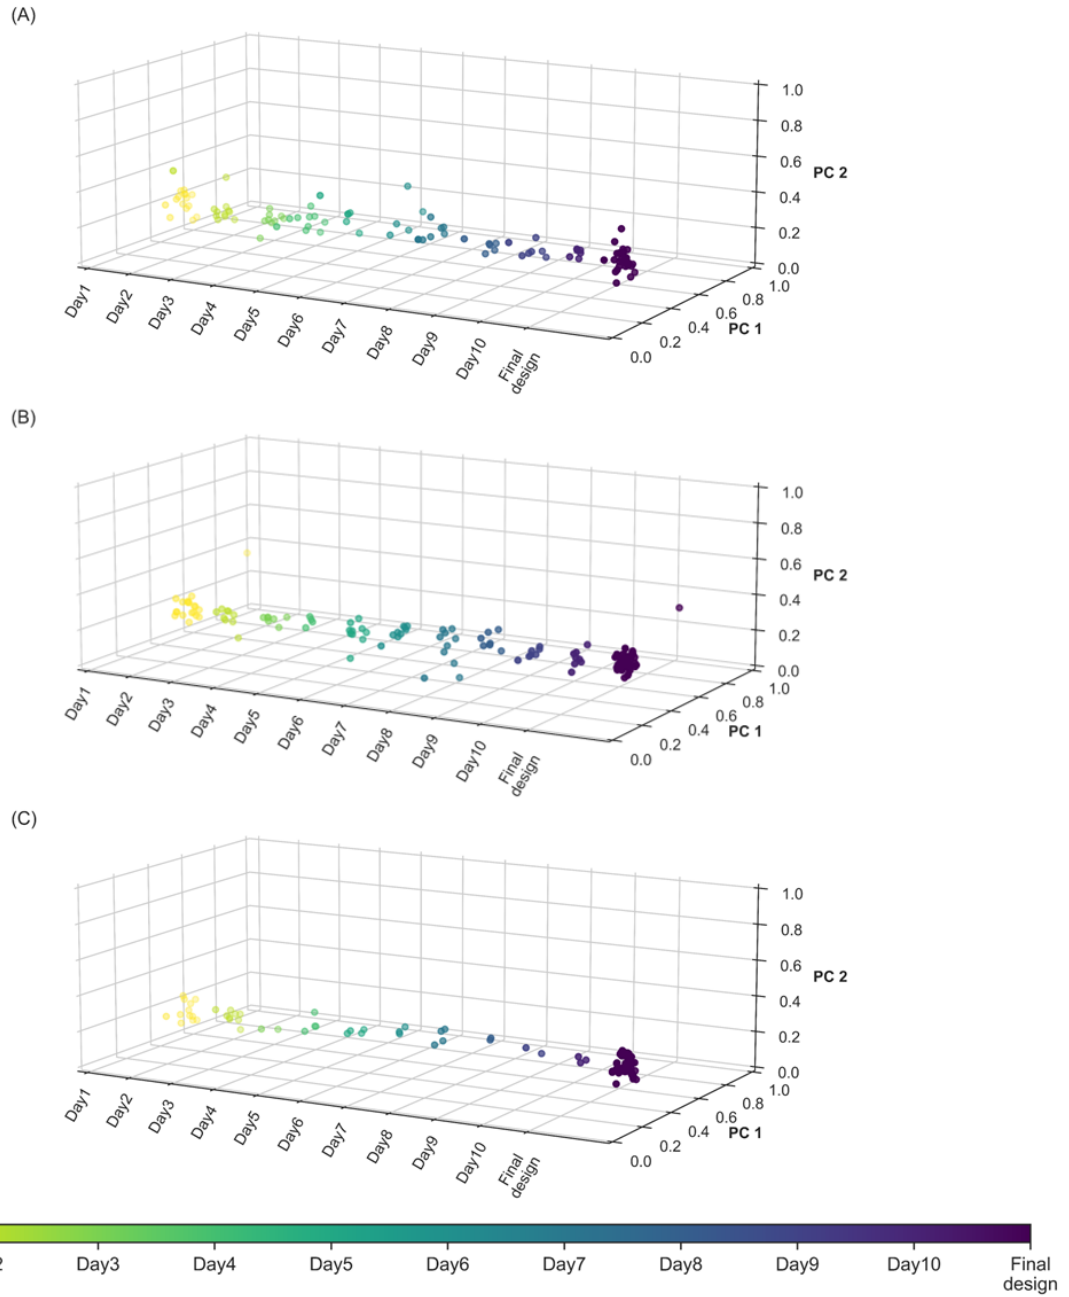 (A)
1.0
0.8
0.6
PC 2
0.4
0.2
0.0
1.0
0.8
0.6
PC 1
0.4
0.2
0.0
Day1
Day2
Day3
Day4
Day5
Day6
Day7
Day8
Day9
Day10
Final
design
(B)
1.0
0.8
0.6
PC 2
0.4
0.2
0.0
1.0
0.8
0.6
PC 1
0.4
0.2
0.0
Day1
Day2
Day3
Day4
Day5
Day6
Day7
Day8
Day9
Day10
Final
design
(C)
1.0
0.8
0.6
PC 2
0.4
0.2
0.0
1.0
0.8
0.6
PC 1
0.4
0.2
0.0
Day1
Day2
Day3
Day4
Day5
Day6
Day7
Day8
Day9
Day10
Final
design
2 Day3 Day4 Day5 Day6 Day7 Day8 Day9 Day10 Final
design